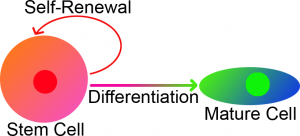 Self-Renewal
Differentiation
Stem Cell
Mature Cell